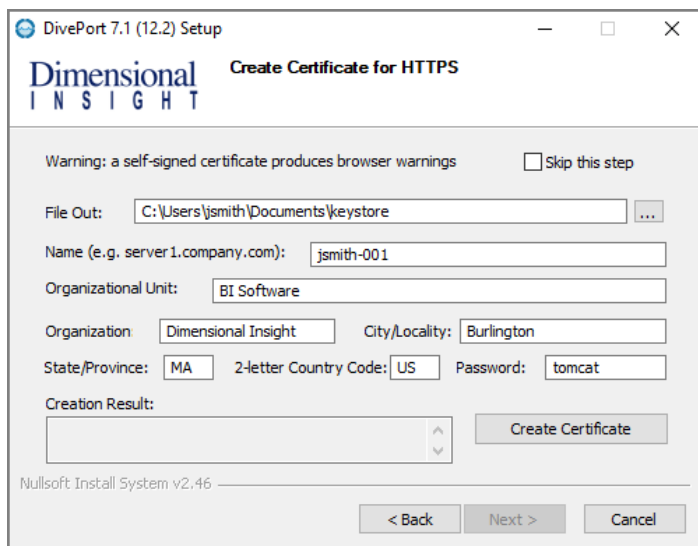 DivePort 7.1 (12.2) Setup
Dimensional
INSIGHT
Create Certificate for HTTPS
Warning: a self-signed certificate produces browser warnings
Skip this step
File Out: C:\Users\jsmith\Documents\keystore ...
Name (e.g. server1.company.com): jsmith-001
Organizational Unit: BI Software
Organization: Dimensional Insight City/Locality: Burlington
State/Province: MA 2-letter Country Code: US Password: tomcat
Creation Result:
Create Certificate
Nullsoft Install System v2.46
< Back Next > Cancel